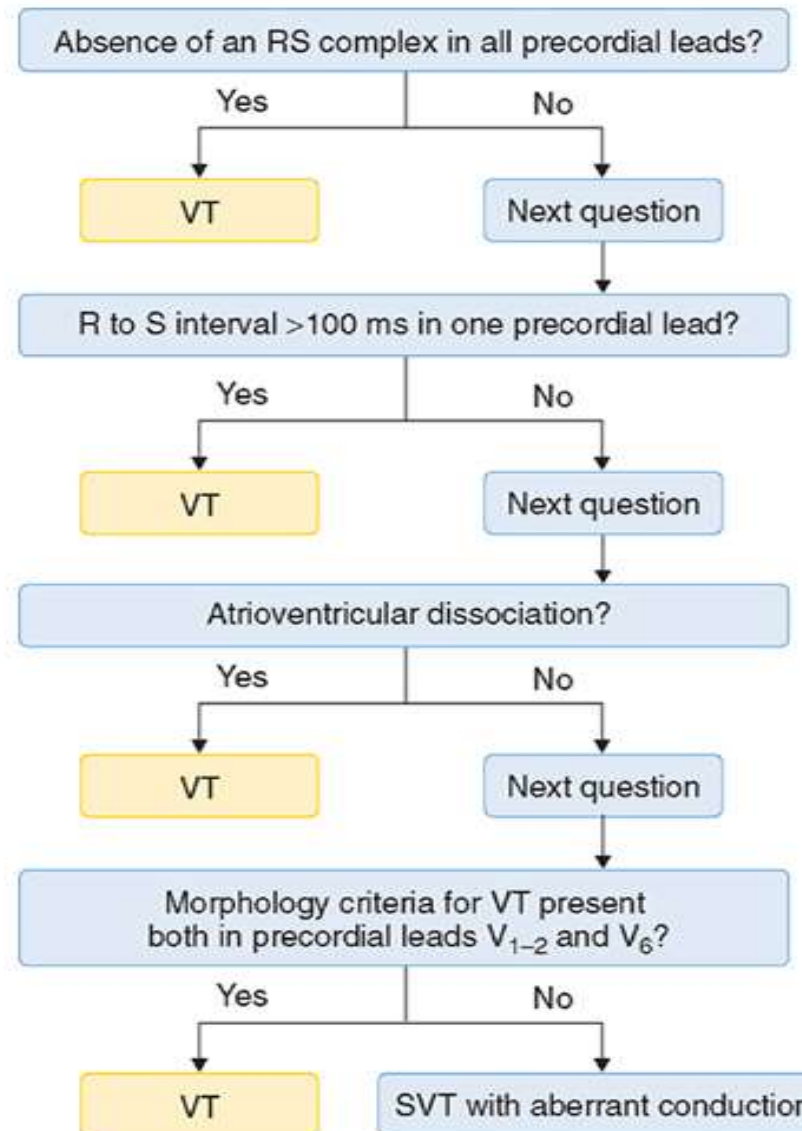 Absence of an RS complex in all precordial leads?
Yes No
VT Next question
R to S interval >100 ms in one precordial lead?
Yes No
VT Next question
Atrioventricular dissociation?
Yes No
VT Next question
Morphology criteria for VT present
both in precordial leads V₁₋₂ and V₆?
Yes No
VT SVT with aberrant conduction